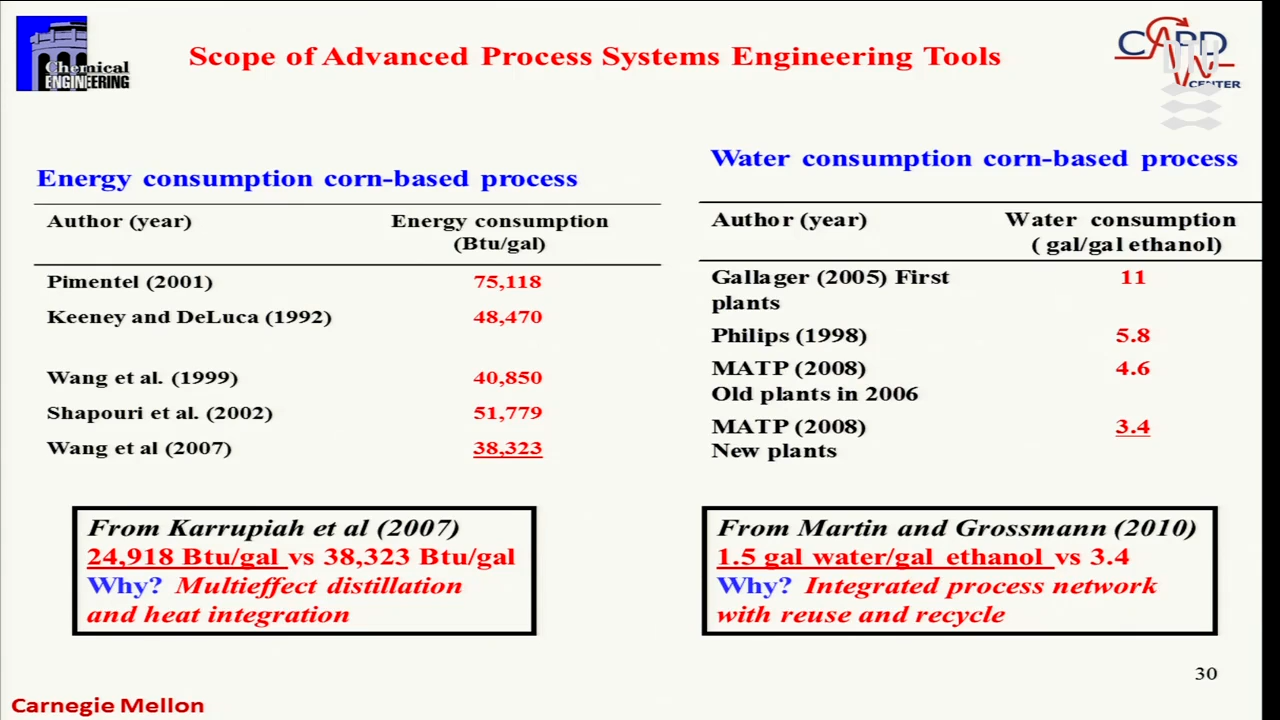 Chemical
ENGINEERING
Scope of Advanced Process Systems Engineering Tools
CAPD
CENTER
Energy consumption corn-based process
Author (year) Energy consumption
(Btu/gal)
Pimentel (2001) 75,118
Keeney and DeLuca (1992) 48,470
Wang et al. (1999) 40,850
Shapouri et al. (2002) 51,779
Wang et al (2007) 38,323
From Karrupiah et al (2007)
24,918 Btu/gal vs 38,323 Btu/gal
Why? Multieffect distillation
and heat integration
Water consumption corn-based process
Author (year) Water consumption
( gal/gal ethanol)
Gallager (2005) First 11
plants
Philips (1998) 5.8
MATP (2008) 4.6
Old plants in 2006
MATP (2008) 3.4
New plants
From Martin and Grossmann (2010)
1.5 gal water/gal ethanol vs 3.4
Why? Integrated process network
with reuse and recycle
30
Carnegie Mellon